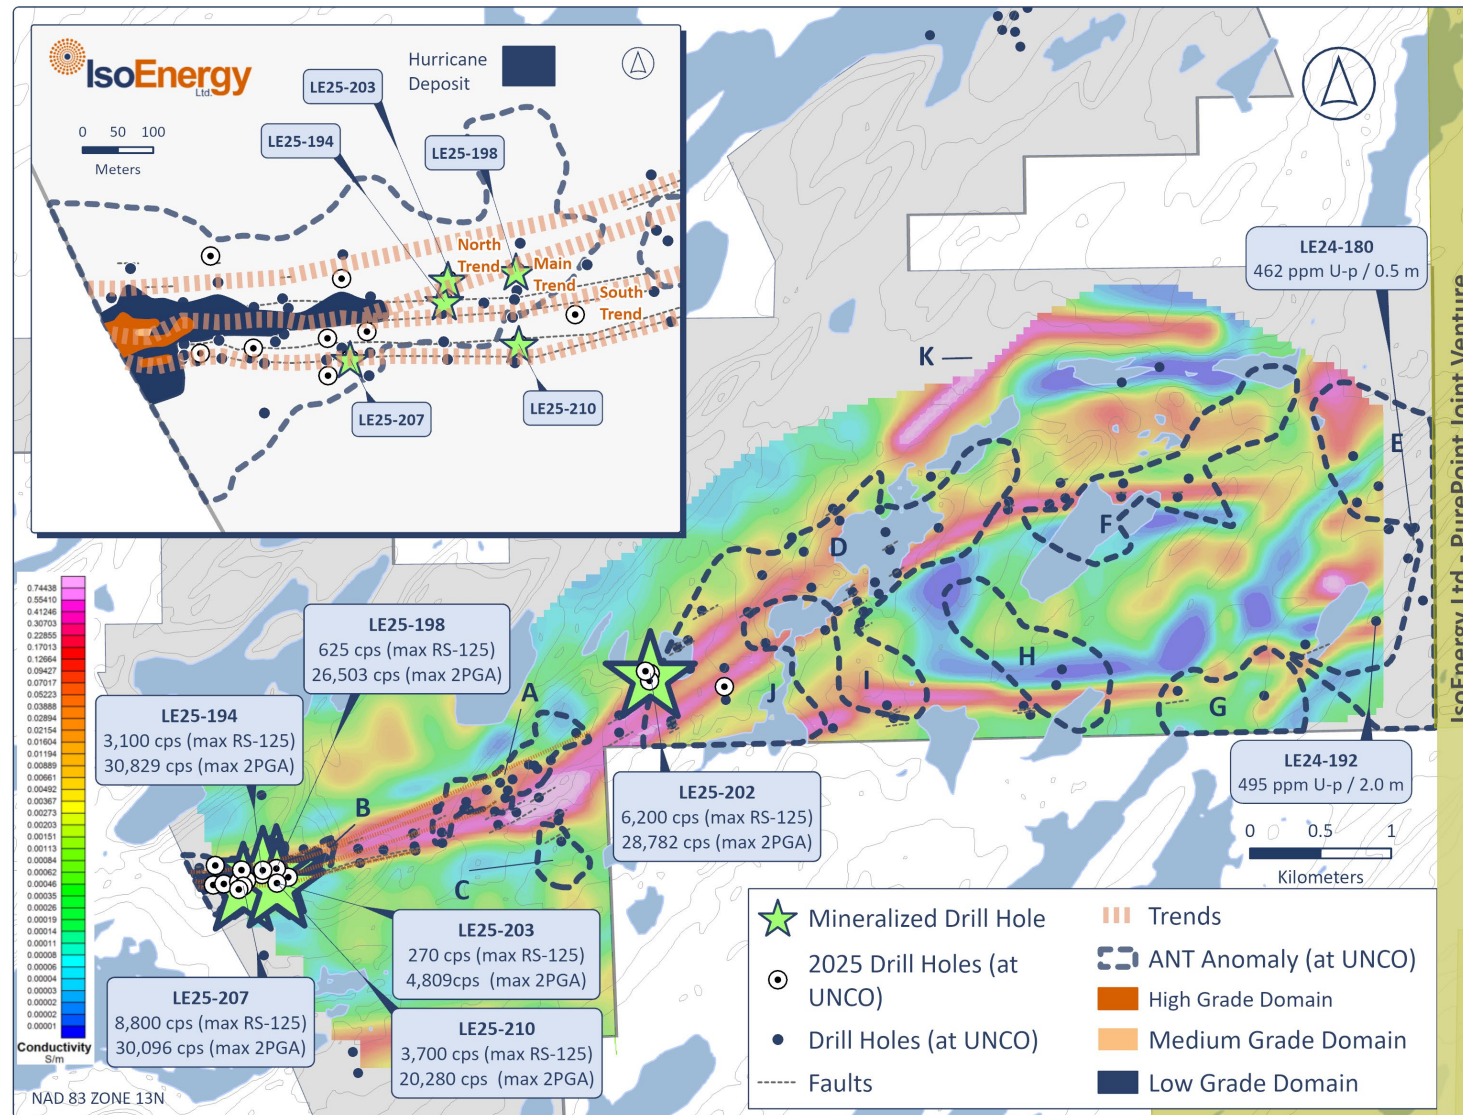 IsoEnergy
Ltd.
Hurricane
Deposit
0 50 100
Meters
LE25-203
LE25-194
LE25-198
North
Trend
Main
Trend
South
Trend
LE25-207
LE25-210
K
E
D
F
H
I
J
G
A
B
C
LE24-180
462 ppm U-p / 0.5 m
IsoEnergy Ltd - PurePoint Joint Venture
LE25-198
625 cps (max RS-125)
26,503 cps (max 2PGA)
LE25-194
3,100 cps (max RS-125)
30,829 cps (max 2PGA)
LE25-202
6,200 cps (max RS-125)
28,782 cps (max 2PGA)
LE24-192
495 ppm U-p / 2.0 m
0 0.5 1
Kilometers
LE25-203
270 cps (max RS-125)
4,809cps (max 2PGA)
LE25-207
8,800 cps (max RS-125)
30,096 cps (max 2PGA)
LE25-210
3,700 cps (max RS-125)
20,280 cps (max 2PGA)
0.74438
0.55410
0.41246
0.30703
0.22855
0.17013
0.12664
0.09427
0.07017
0.05223
0.03888
0.02894
0.02154
0.01604
0.01194
0.00889
0.00661
0.00492
0.00367
0.00273
0.00203
0.00151
0.00113
0.00084
0.00062
0.00046
0.00035
0.00026
0.00019
0.00014
0.00011
0.00008
0.00006
0.00004
0.00003
0.00002
0.00002
0.00001
Conductivity
S/m
NAD 83 ZONE 13N
Mineralized Drill Hole
2025 Drill Holes (at
UNCO)
Drill Holes (at UNCO)
Faults
Trends
ANT Anomaly (at UNCO)
High Grade Domain
Medium Grade Domain
Low Grade Domain